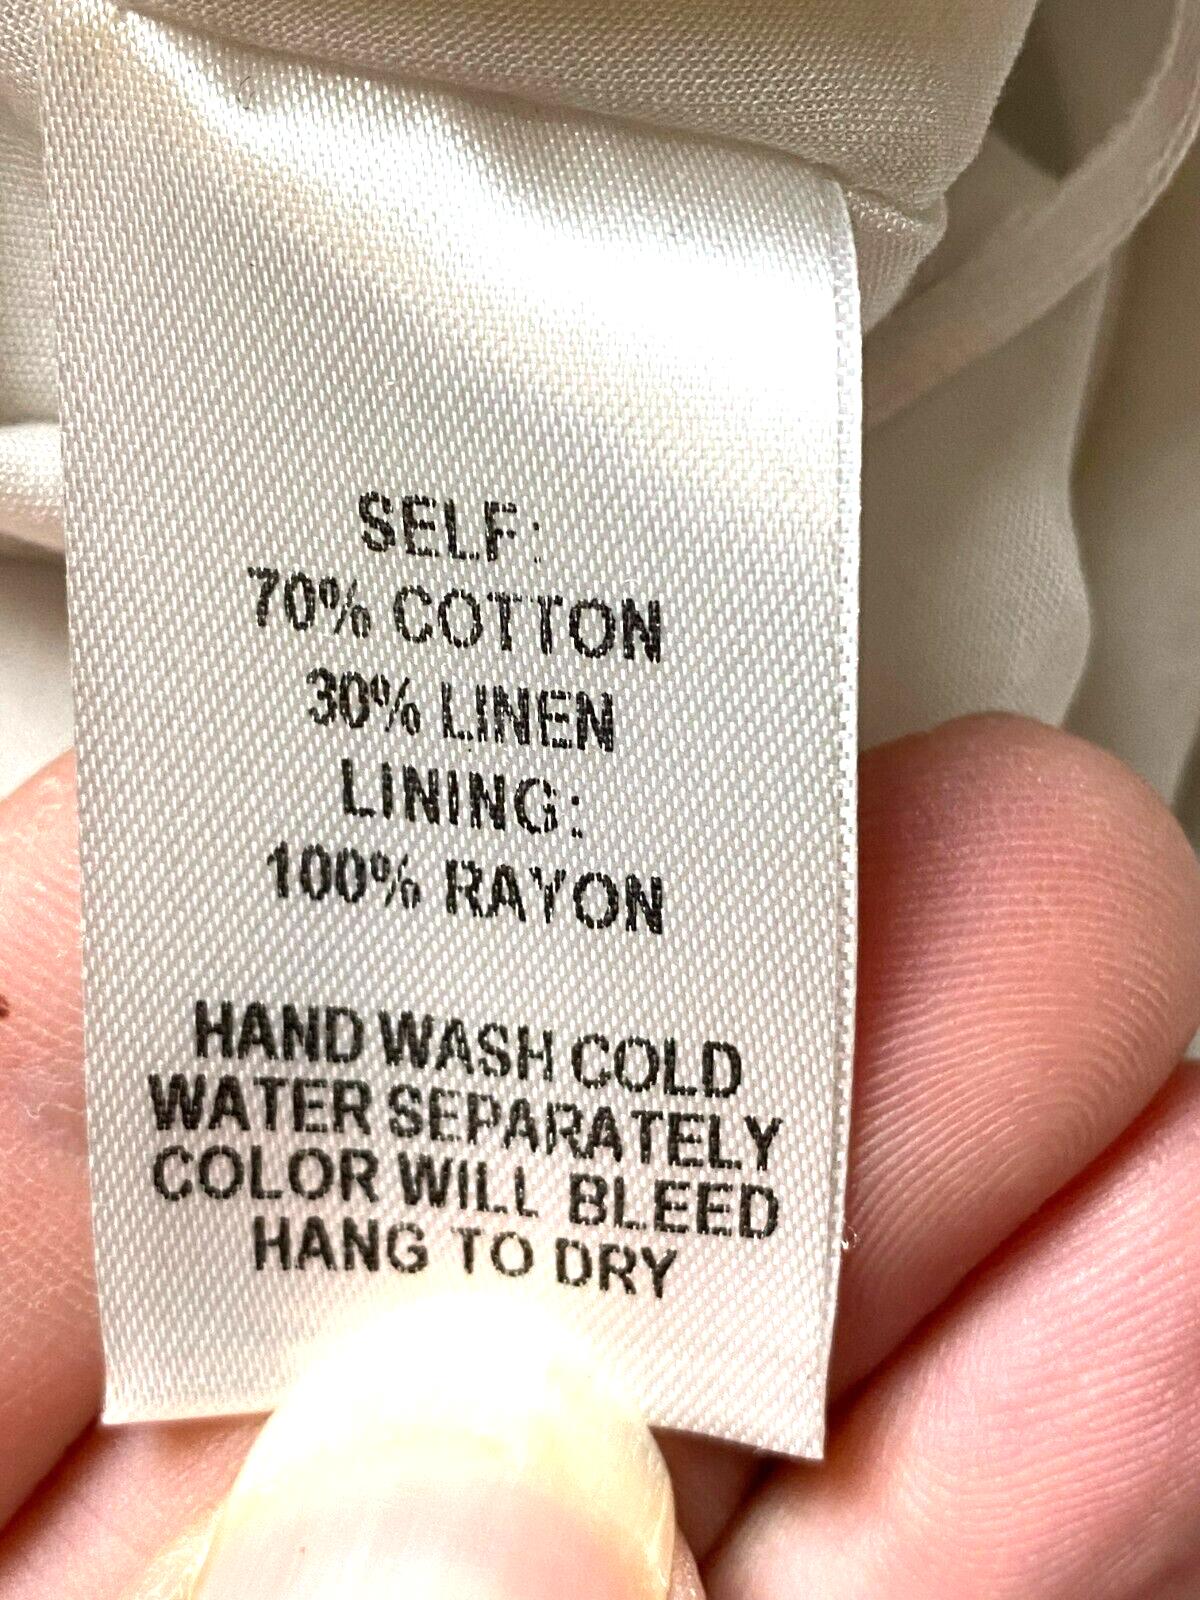 SELF:
70% COTTON
30% LINEN
LINING:
100% RAYON
HAND WASH COLD
WATER SEPARATELY
COLOR WILL BLEED
HANG TO DRY